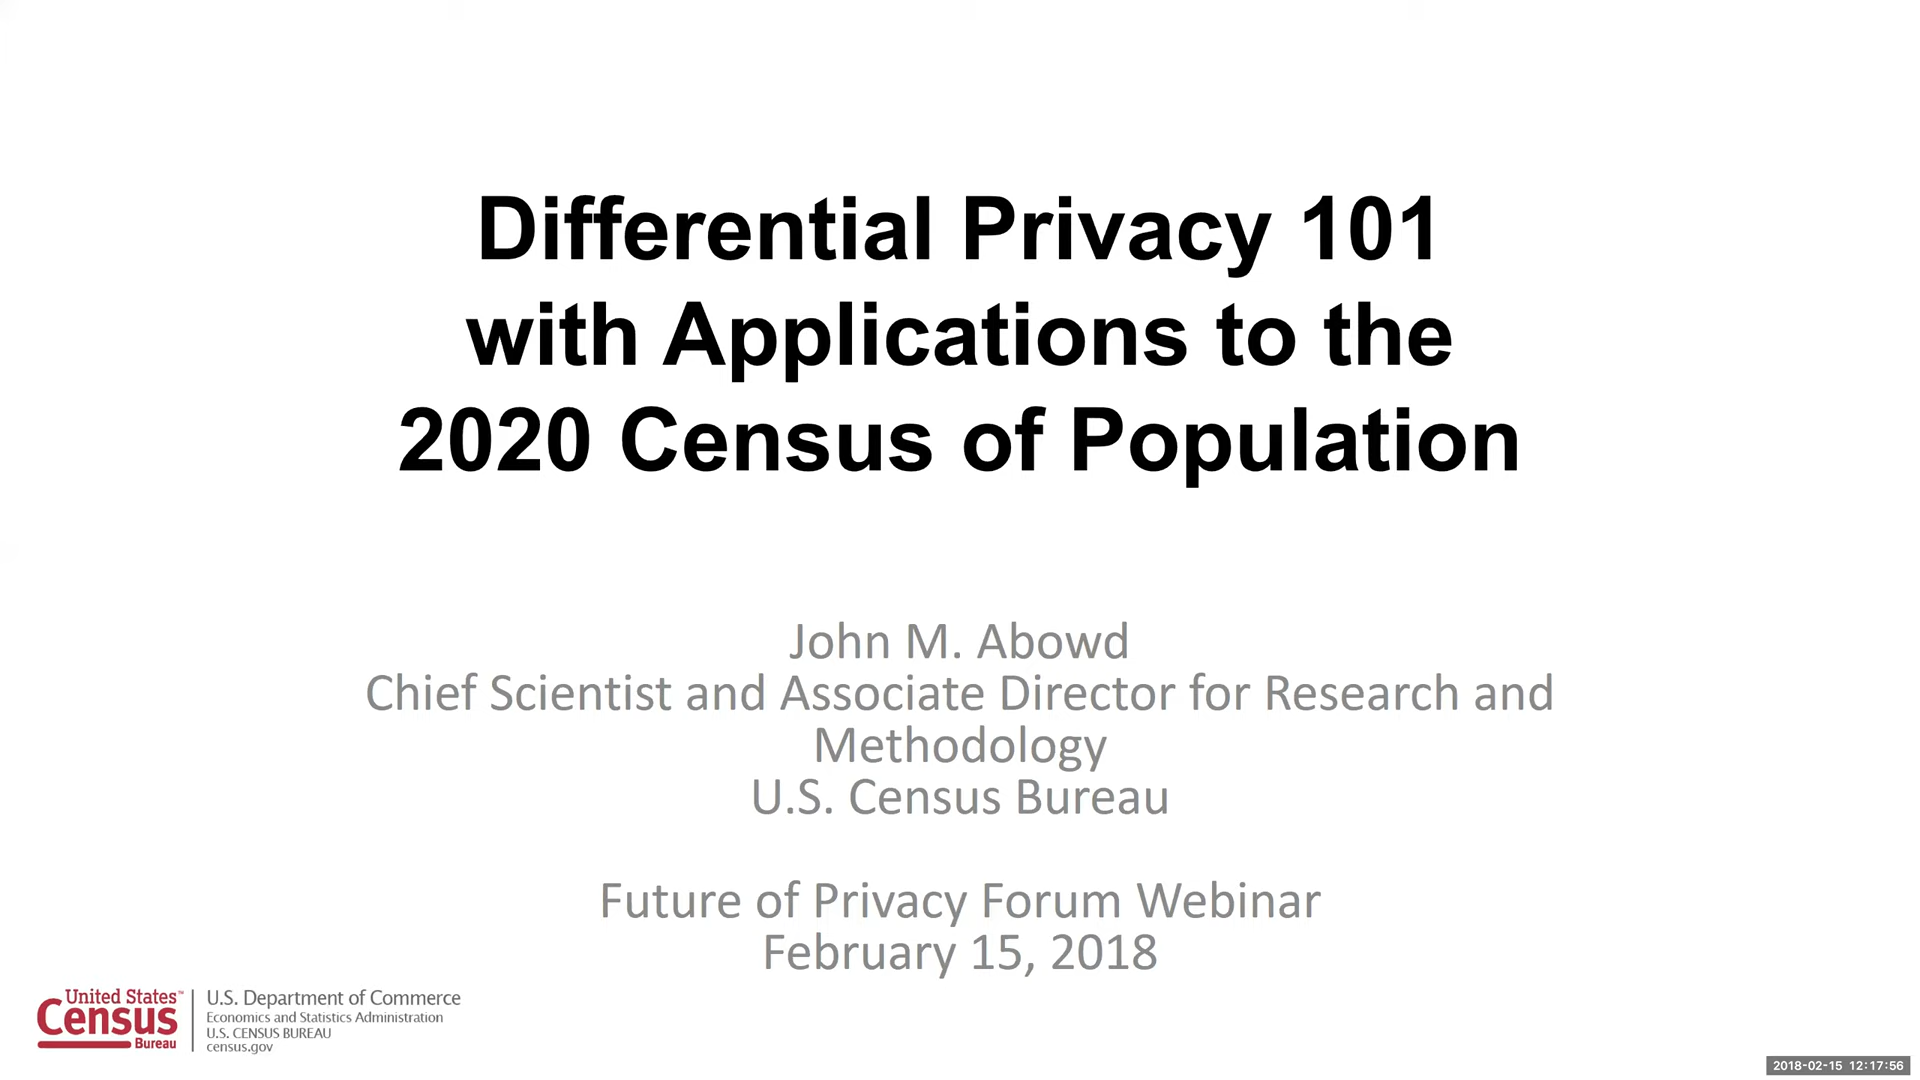 Differential Privacy 101
with Applications to the
2020 Census of Population
John M. Abowd
Chief Scientist and Associate Director for Research and
Methodology
U.S. Census Bureau
Future of Privacy Forum Webinar
February 15, 2018
United States™
Census
Bureau
U.S. Department of Commerce
Economics and Statistics Administration
U.S. CENSUS BUREAU
census.gov
2018-02-15 12:17:56